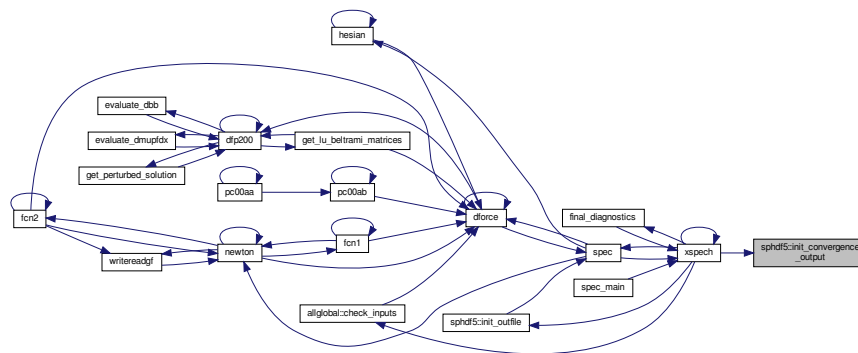 hesian
evaluate_dbb
evaluate_dmupfdx
dfp200
get_lu_beltrami_matrices
get_perturbed_solution
pc00aa
pc00ab
fcn2
dforce
final_diagnostics
newton
fcn1
spec
xspech
sphdf5::init_convergence
_output
writereadgf
spec_main
allglobal::check_inputs
sphdf5::init_outfile